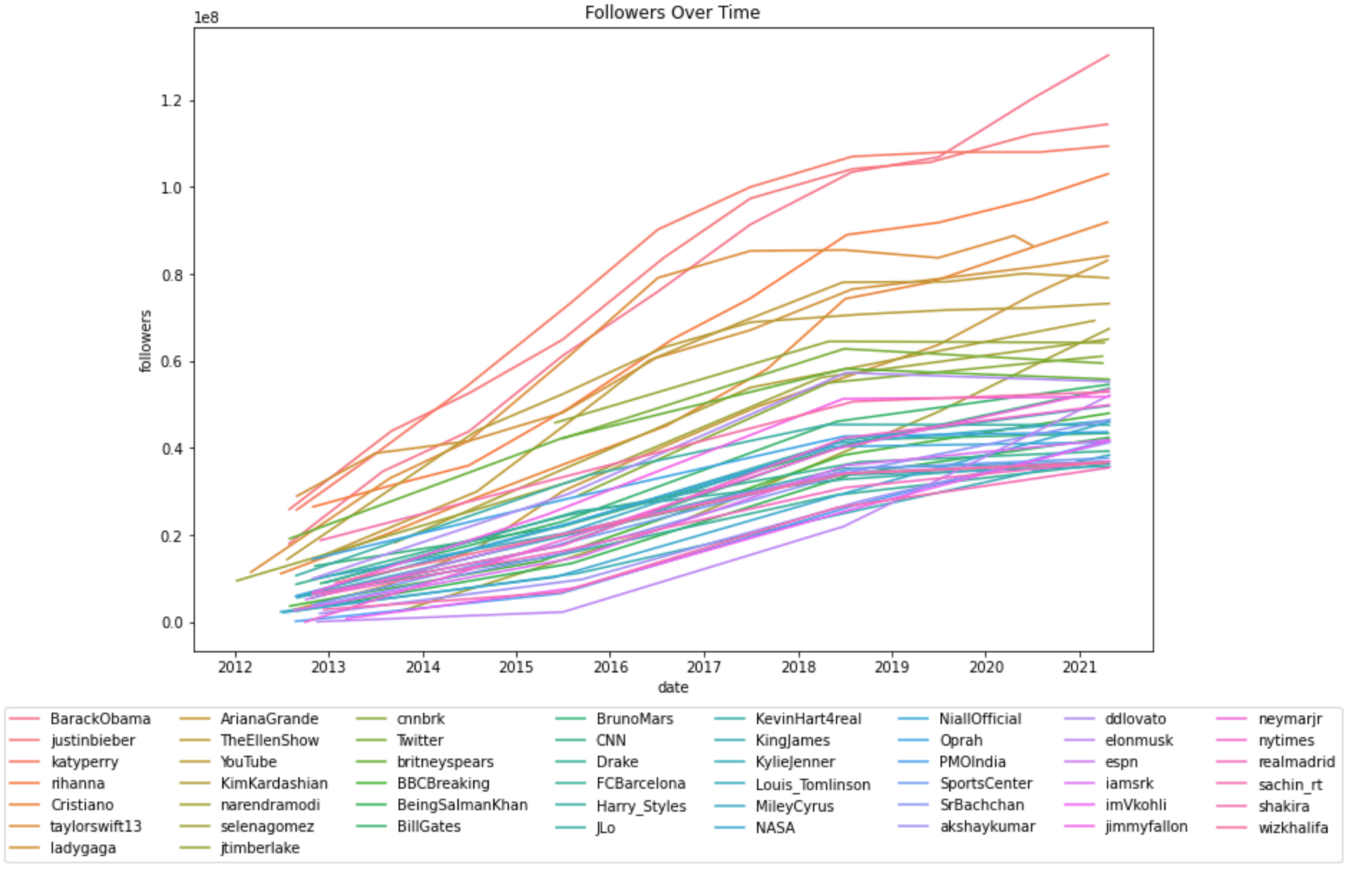 Followers Over Time
1e8
1.2
1.0
0.8
0.6
0.4
0.2
0.0
followers
2012 2013 2014 2015 2016 2017 2018 2019 2020 2021
date
BarackObama ArianaGrande cnnbrk BrunoMars KevinHart4real NiallOfficial ddlovato neymarjr
justinbieber TheEllenShow Twitter CNN KingJames Oprah elonmusk nytimes
katyperry YouTube britneyspears Drake KylieJenner PMOIndia espn realmadrid
rihanna KimKardashian BBCBreaking FCBarcelona Louis_Tomlinson SportsCenter iamsrk sachin_rt
Cristiano narendramodi BeingSalmanKhan Harry_Styles MileyCyrus SrBachchan imVkohli shakira
taylorswift13 selenagomez BillGates JLo NASA akshaykumar jimmyfallon wizkhalifa
ladygaga jtimberlake